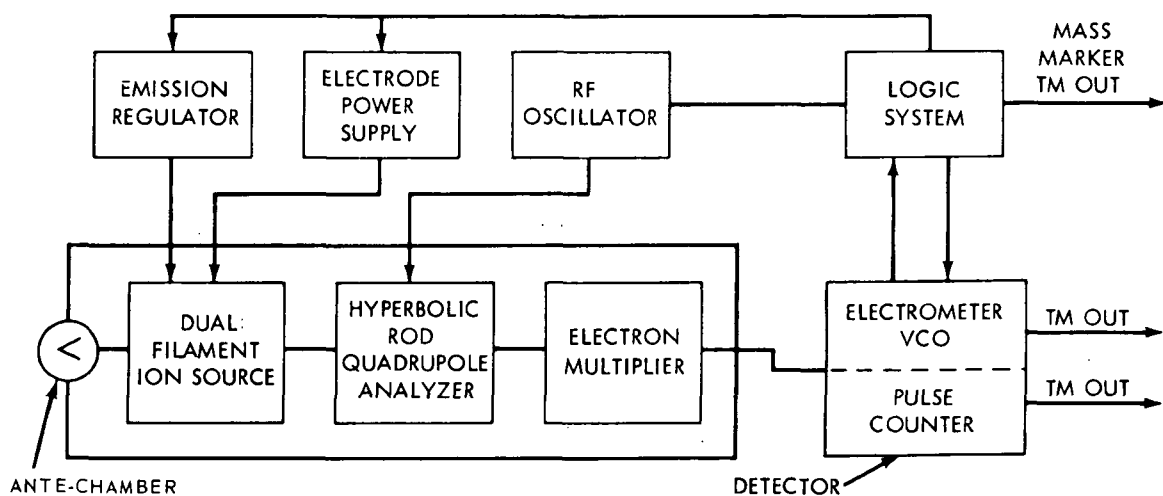 EMISSION
REGULATOR
ELECTRODE
POWER
SUPPLY
RF
OSCILLATOR
LOGIC
SYSTEM
MASS
MARKER
TM OUT
<
DUAL
FILAMENT
ION SOURCE
HYPERBOLIC
ROD
QUADRUPOLE
ANALYZER
ELECTRON
MULTIPLIER
ELECTROMETER
VCO
PULSE
COUNTER
TM OUT
TM OUT
ANTE-CHAMBER
DETECTOR